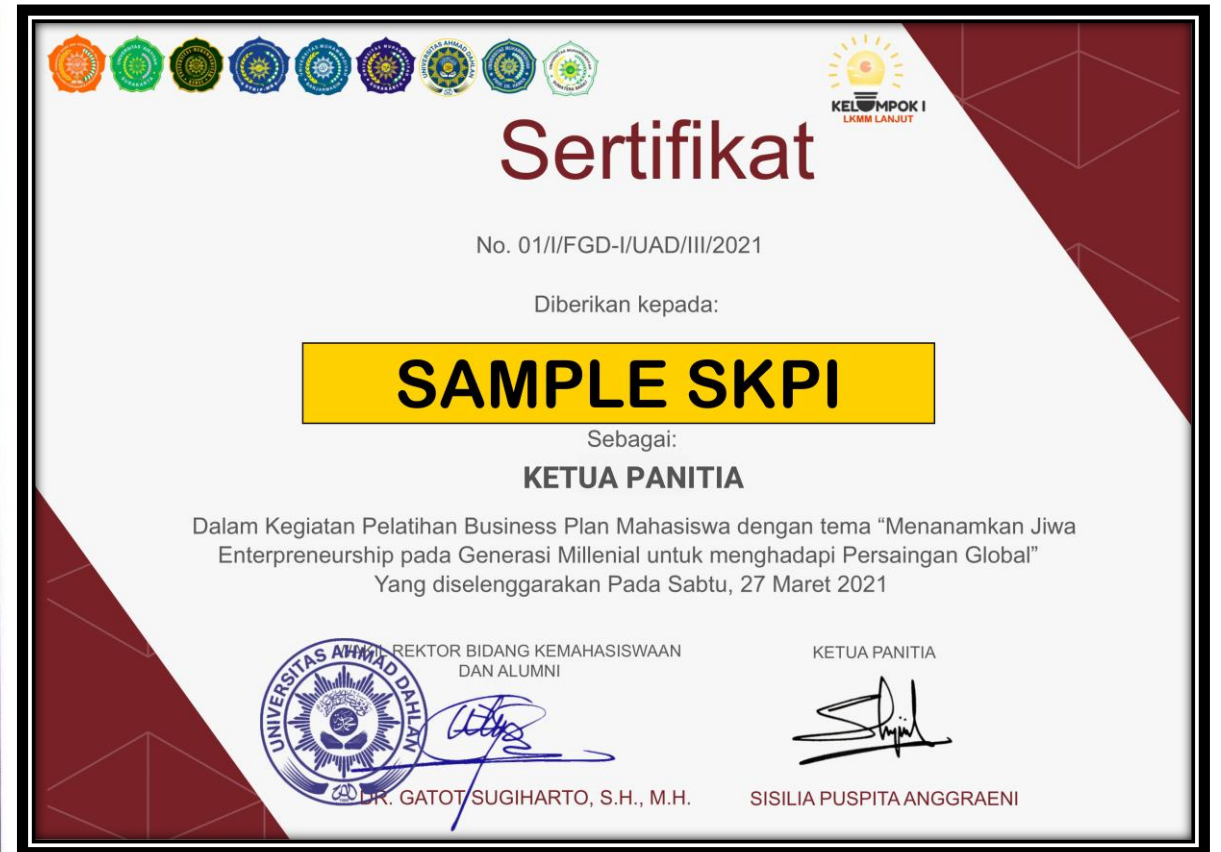 KELOMPOK I
LKMM LANJUT
Sertifikat
No. 01/I/FGD-I/UAD/III/2021
Diberikan kepada:
SAMPLE SKPI
Sebagai:
KETUA PANITIA
Dalam Kegiatan Pelatihan Business Plan Mahasiswa dengan tema “Menanamkan Jiwa
Enterpreneurship pada Generasi Millenial untuk menghadapi Persaingan Global”
Yang diselenggarakan Pada Sabtu, 27 Maret 2021
WAKIL REKTOR BIDANG KEMAHASISWAAN
DAN ALUMNI
UNIVERSITAS AHMAD DAHLAN
DR. GATOT SUGIHARTO, S.H., M.H.
KETUA PANITIA
SISILIA PUSPITA ANGGRAENI